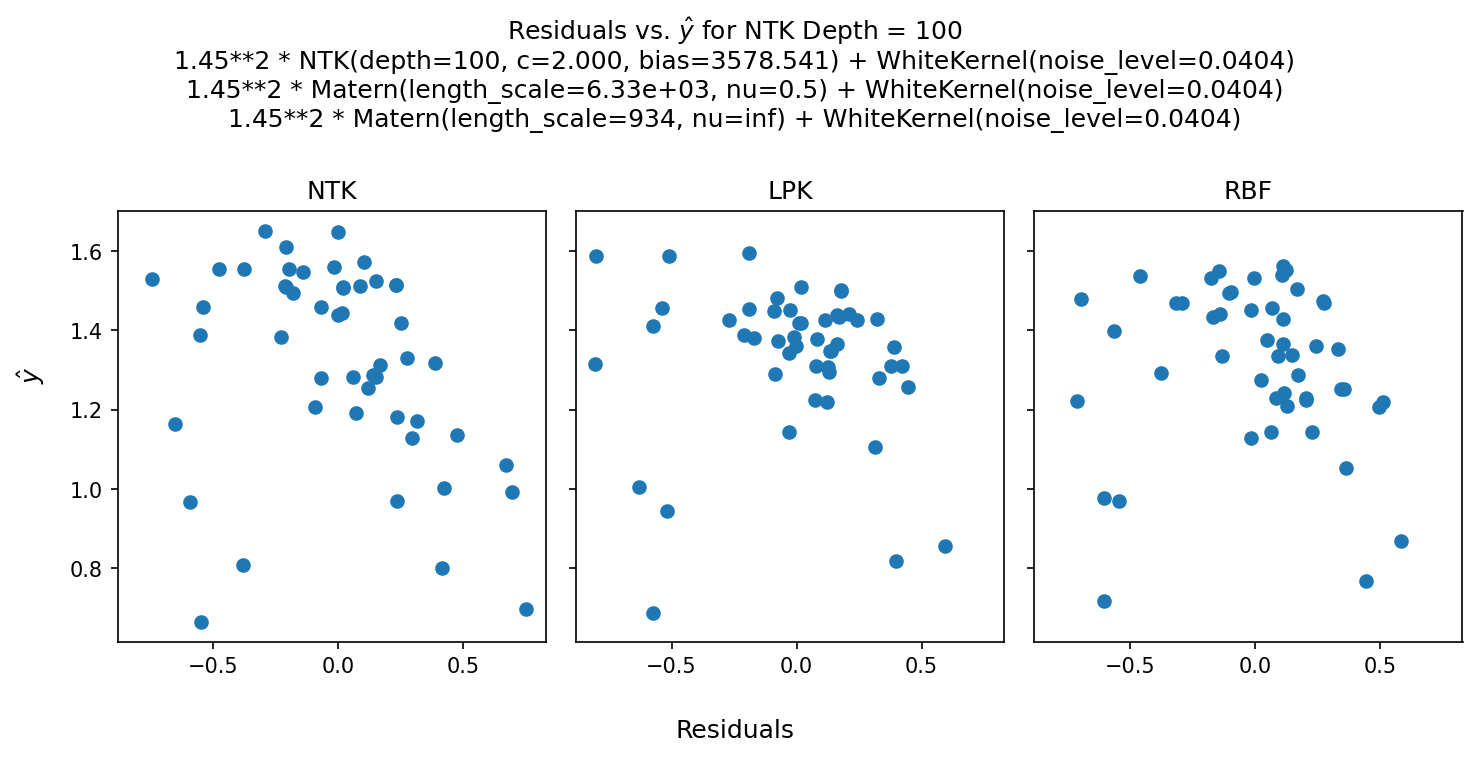 Residuals vs. ŷ for NTK Depth = 100
1.45**2 * NTK(depth=100, c=2.000, bias=3578.541) + WhiteKernel(noise_level=0.0404)
1.45**2 * Matern(length_scale=6.33e+03, nu=0.5) + WhiteKernel(noise_level=0.0404)
1.45**2 * Matern(length_scale=934, nu=inf) + WhiteKernel(noise_level=0.0404)
NTK LPK RBF
1.6
1.4
1.2
1.0
0.8
ŷ
−0.5 0.0 0.5 −0.5 0.0 0.5 −0.5 0.0 0.5
Residuals